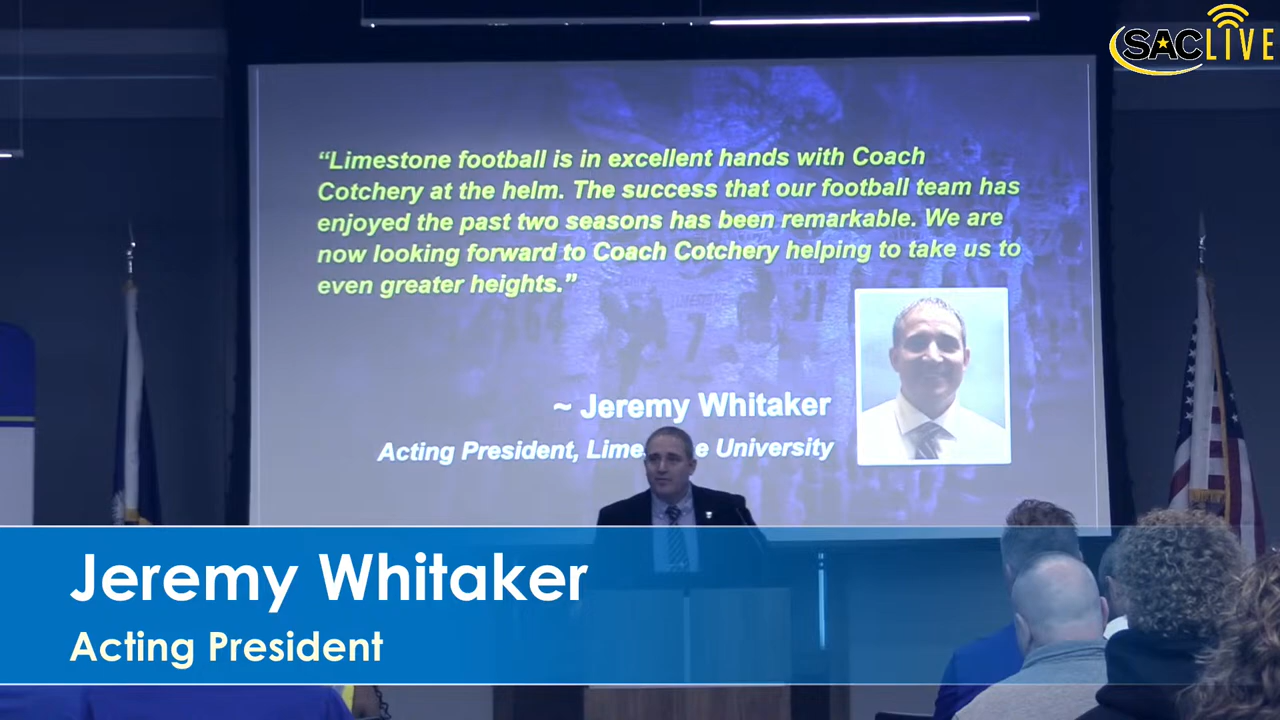 SACLIVE
“Limestone football is in excellent hands with Coach
Cotchery at the helm. The success that our football team has
enjoyed the past two seasons has been remarkable. We are
now looking forward to Coach Cotchery helping to take us to
even greater heights.”
~ Jeremy Whitaker
Acting President, Lime e University
Jeremy Whitaker
Acting President